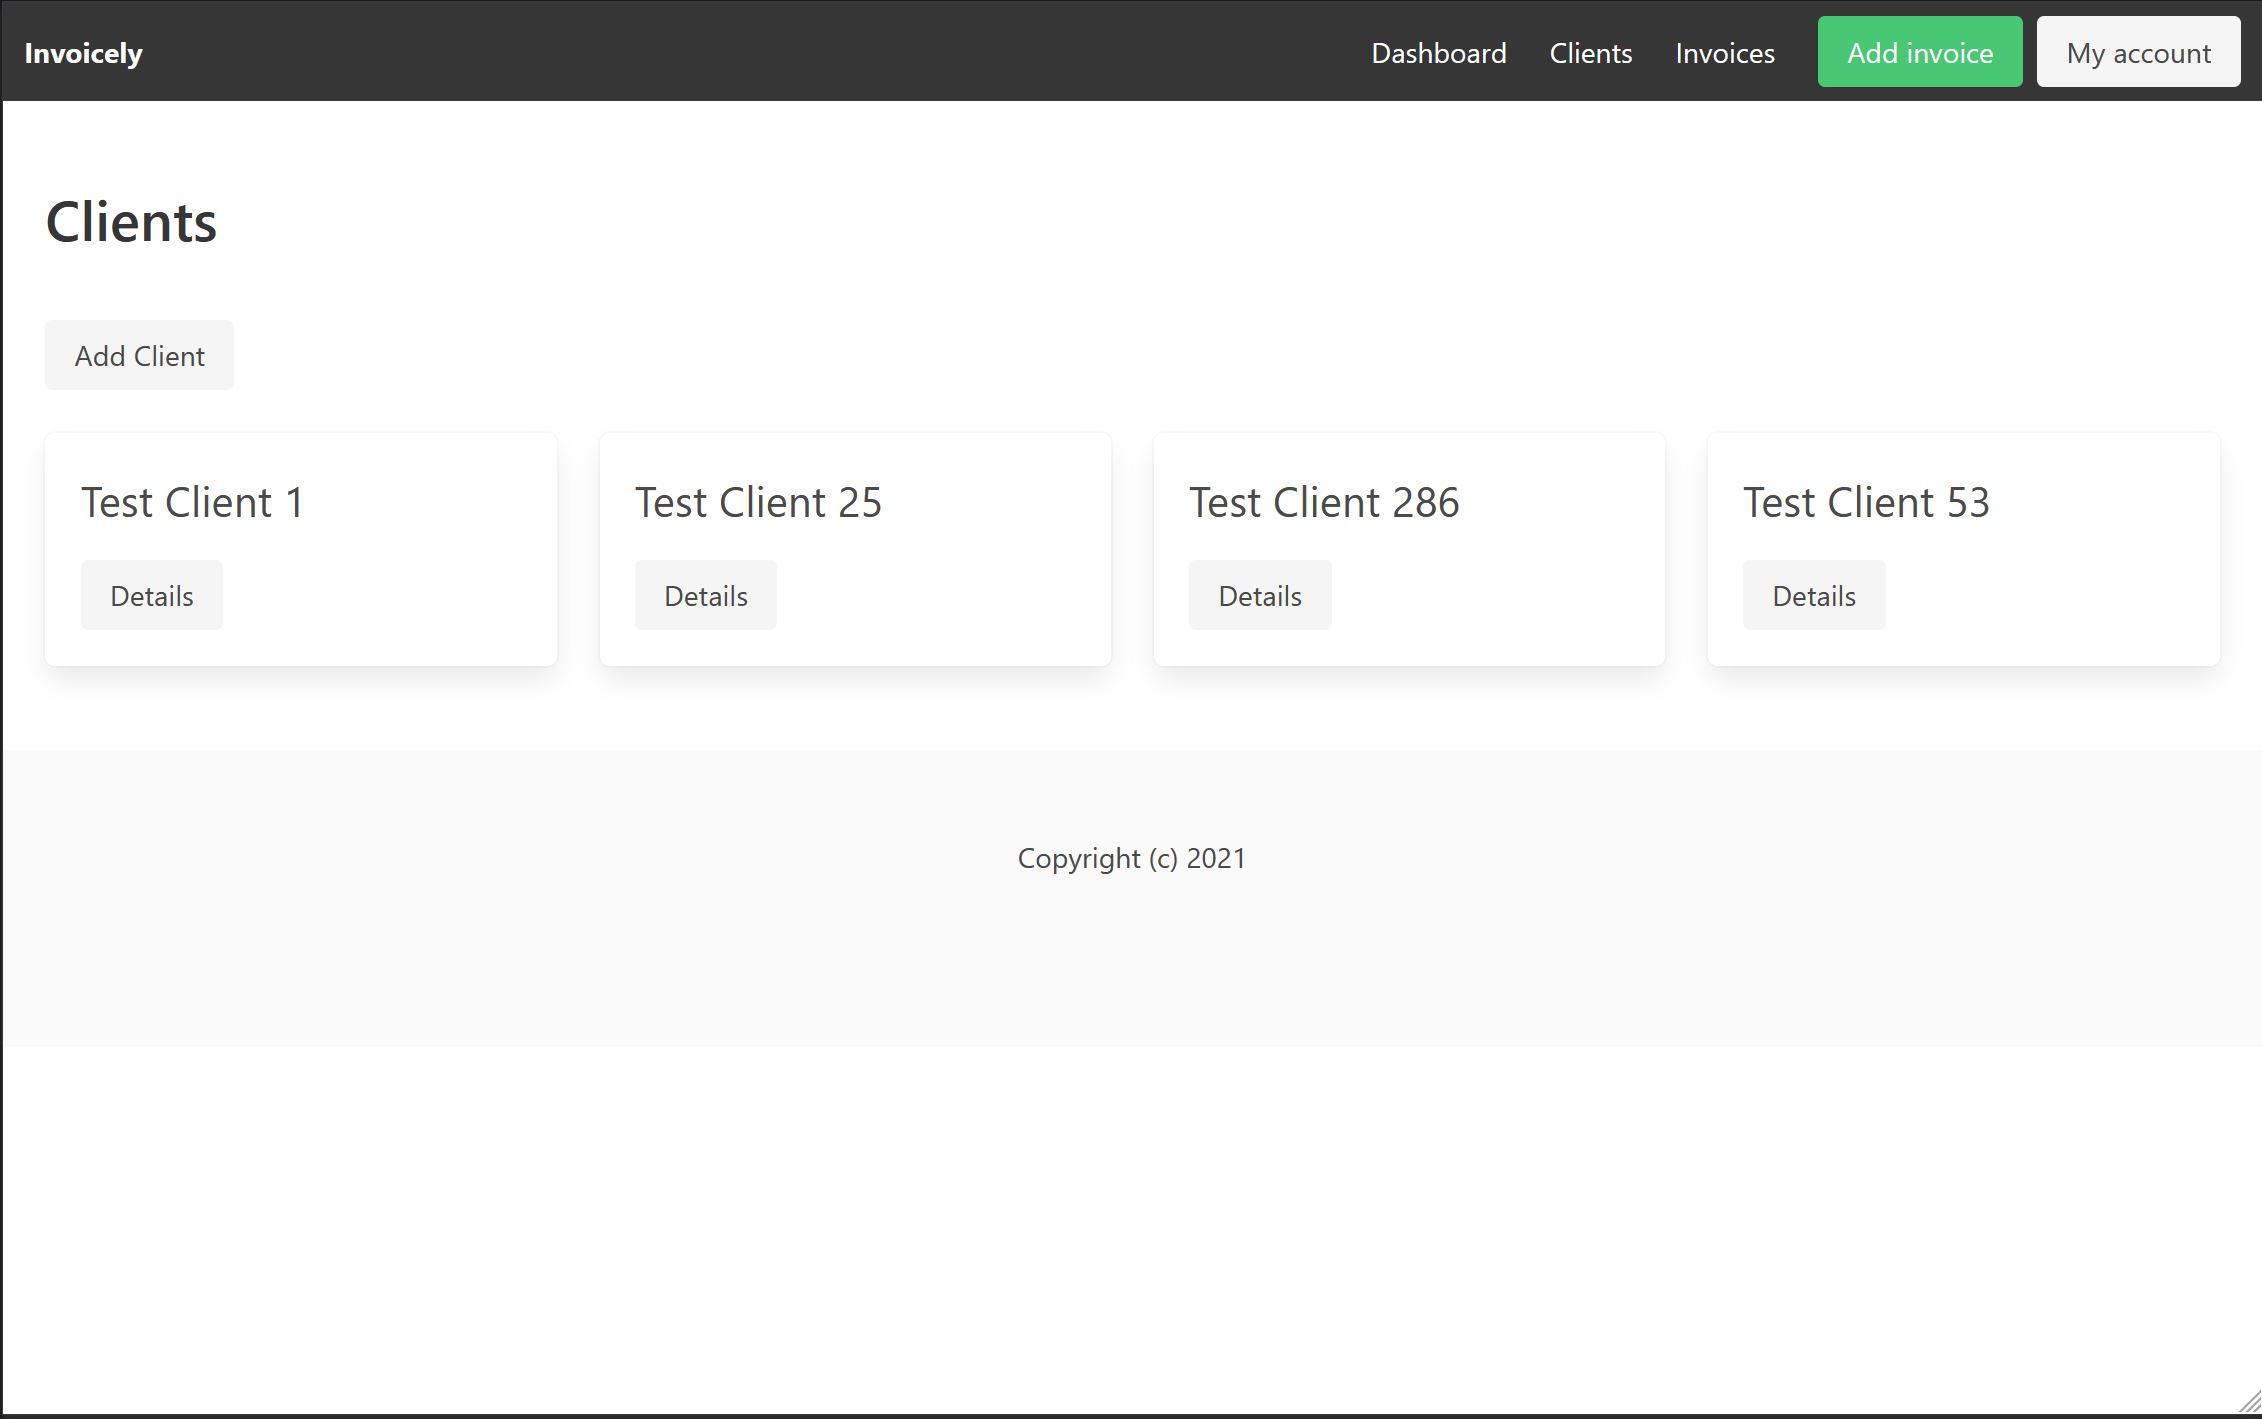 Invoicely
Dashboard Clients Invoices Add invoice My account
Clients
Add Client
Test Client 1
Details
Test Client 25
Details
Test Client 286
Details
Test Client 53
Details
Copyright (c) 2021